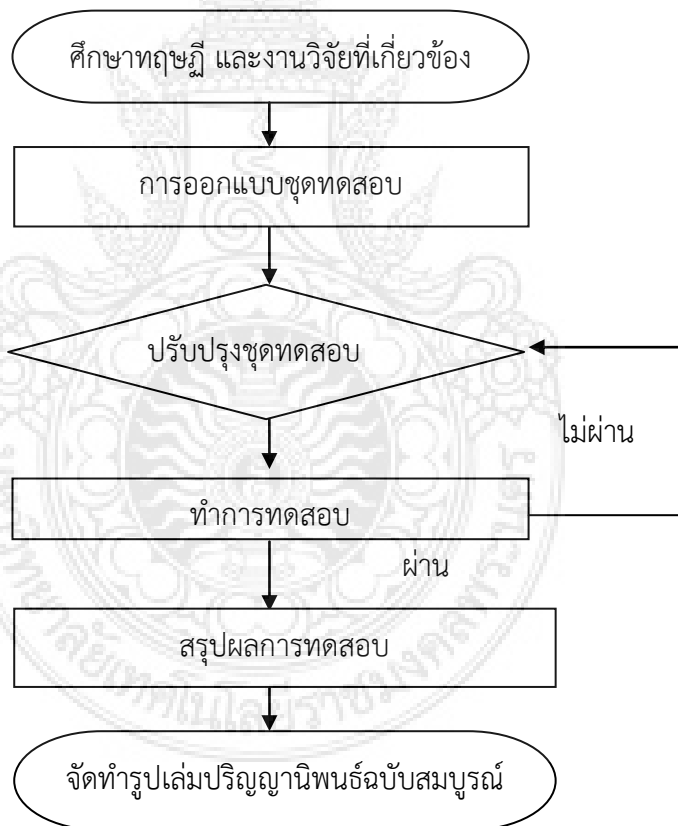 ศึกษาทฤษฏี และงานวิจัยที่เกี่ยวข้อง
การออกแบบชุดทดสอบ
ปรับปรุงชุดทดสอบ
ไม่ผ่าน
ทำการทดสอบ
ผ่าน
สรุปผลการทดสอบ
จัดทำรูปเล่มปริญญานิพนธ์ฉบับสมบูรณ์